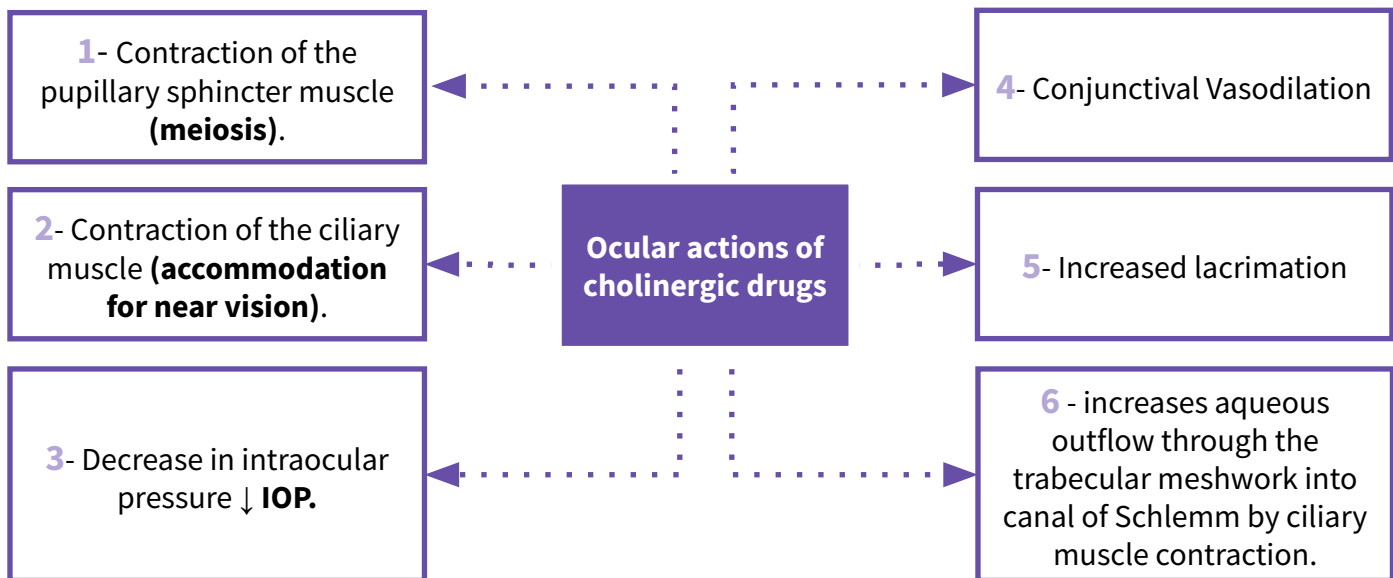 1- Contraction of the
pupillary sphincter muscle
(meiosis).
2- Contraction of the ciliary
muscle (accommodation
for near vision).
3- Decrease in intraocular
pressure ↓ IOP.
Ocular actions of
cholinergic drugs
4- Conjunctival Vasodilation
5- Increased lacrimation
6 - increases aqueous
outflow through the
trabecular meshwork into
canal of Schlemm by ciliary
muscle contraction.